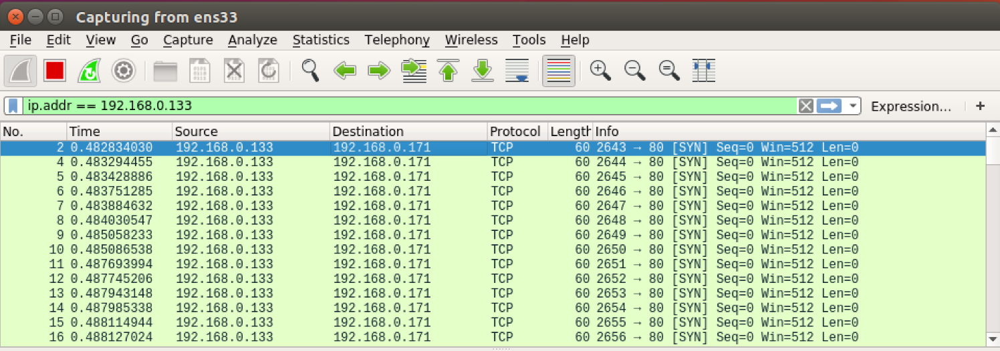 Capturing from ens33
File Edit View Go Capture Analyze Statistics Telephony Wireless Tools Help
ip.addr == 192.168.0.133 Expression... +
No. Time Source Destination Protocol Length Info
2 0.482834030 192.168.0.133 192.168.0.171 TCP 60 2643 → 80 [SYN] Seq=0 Win=512 Len=0
4 0.483294455 192.168.0.133 192.168.0.171 TCP 60 2644 → 80 [SYN] Seq=0 Win=512 Len=0
5 0.483428886 192.168.0.133 192.168.0.171 TCP 60 2645 → 80 [SYN] Seq=0 Win=512 Len=0
6 0.483751285 192.168.0.133 192.168.0.171 TCP 60 2646 → 80 [SYN] Seq=0 Win=512 Len=0
7 0.483884632 192.168.0.133 192.168.0.171 TCP 60 2647 → 80 [SYN] Seq=0 Win=512 Len=0
8 0.484030547 192.168.0.133 192.168.0.171 TCP 60 2648 → 80 [SYN] Seq=0 Win=512 Len=0
9 0.485058233 192.168.0.133 192.168.0.171 TCP 60 2649 → 80 [SYN] Seq=0 Win=512 Len=0
10 0.485086538 192.168.0.133 192.168.0.171 TCP 60 2650 → 80 [SYN] Seq=0 Win=512 Len=0
11 0.487693994 192.168.0.133 192.168.0.171 TCP 60 2651 → 80 [SYN] Seq=0 Win=512 Len=0
12 0.487745206 192.168.0.133 192.168.0.171 TCP 60 2652 → 80 [SYN] Seq=0 Win=512 Len=0
13 0.487943148 192.168.0.133 192.168.0.171 TCP 60 2653 → 80 [SYN] Seq=0 Win=512 Len=0
14 0.487985338 192.168.0.133 192.168.0.171 TCP 60 2654 → 80 [SYN] Seq=0 Win=512 Len=0
15 0.488114944 192.168.0.133 192.168.0.171 TCP 60 2655 → 80 [SYN] Seq=0 Win=512 Len=0
16 0.488127024 192.168.0.133 192.168.0.171 TCP 60 2656 → 80 [SYN] Seq=0 Win=512 Len=0